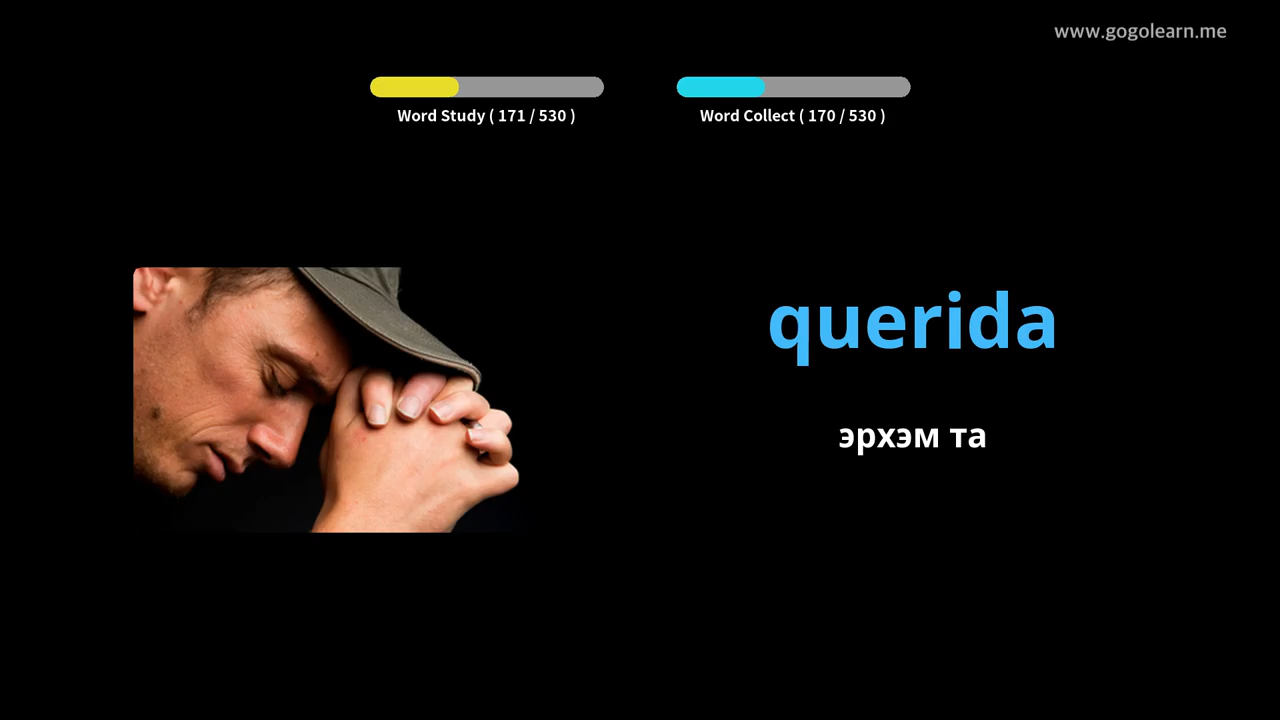 www.gogolearn.me
Word Study ( 171 / 530 )
Word Collect ( 170 / 530 )
querida
эрхэм та